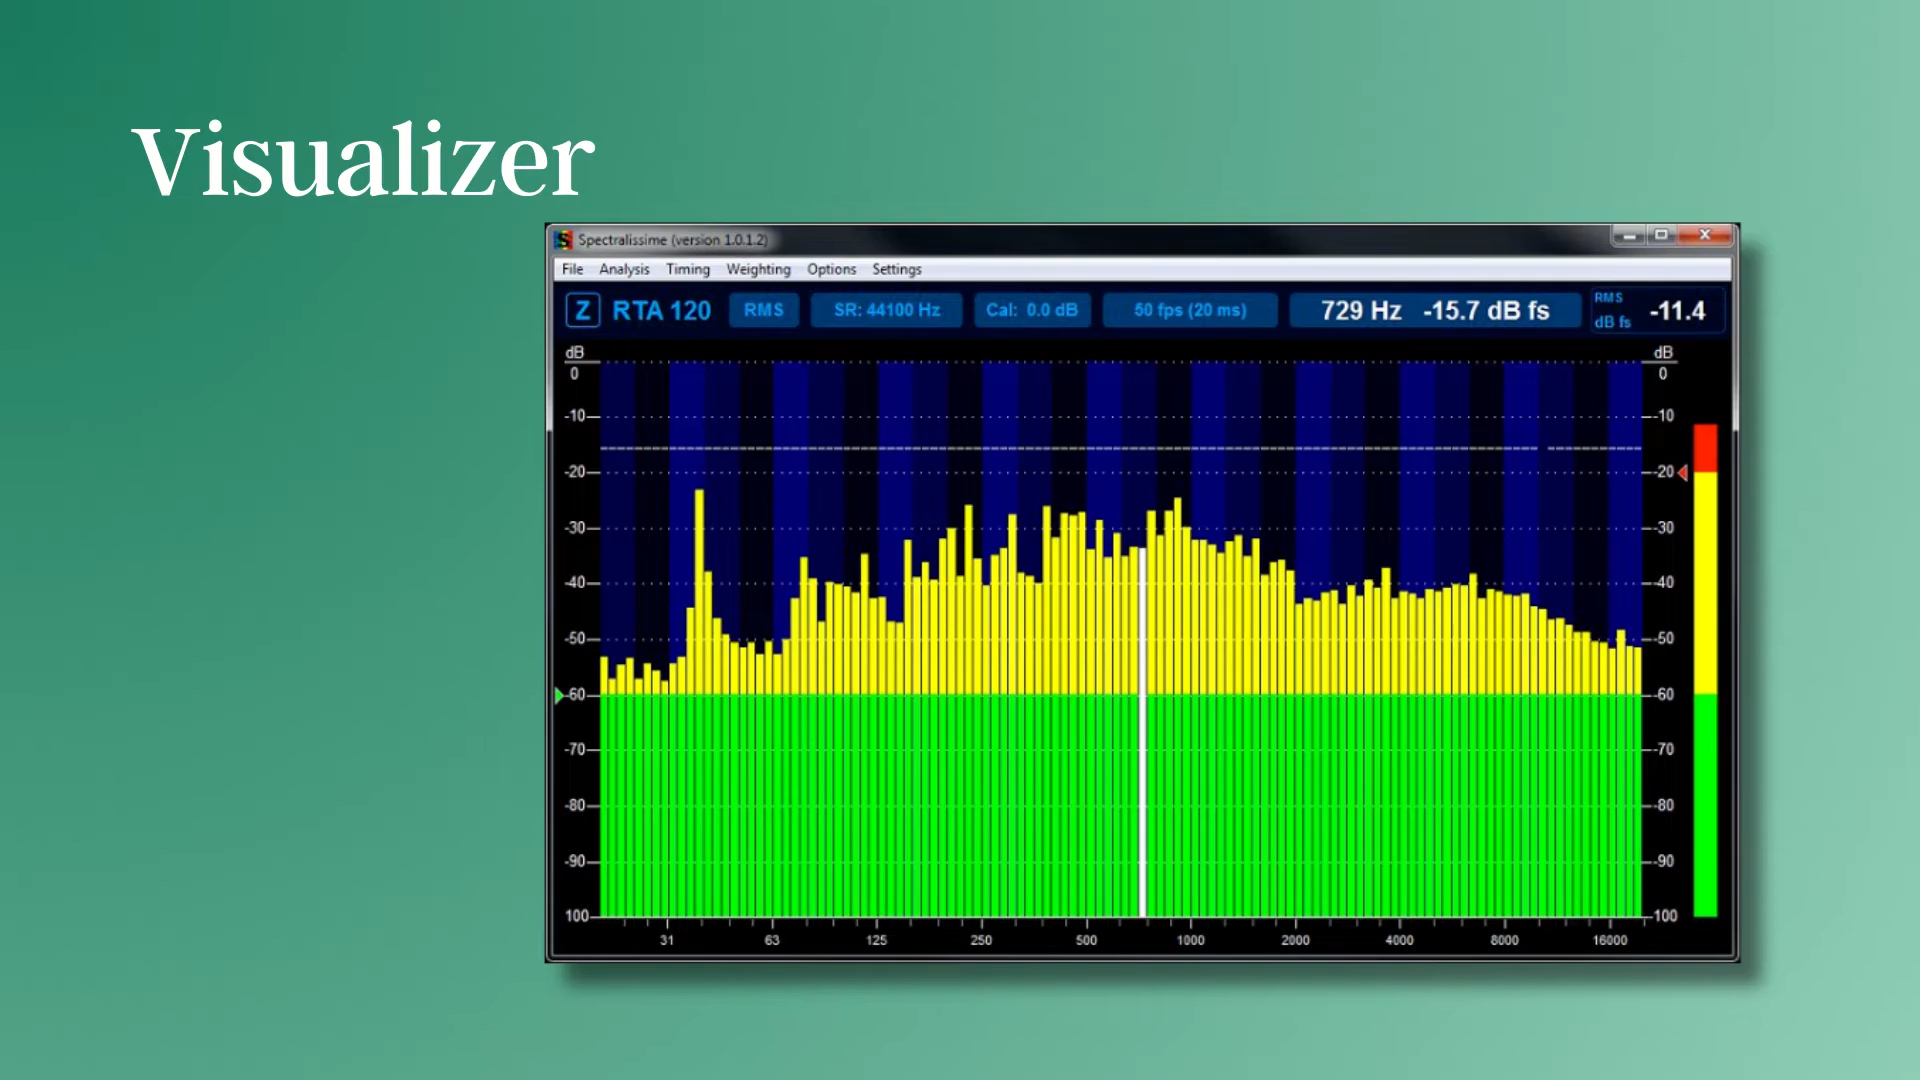 Visualizer
Spectralissime (version 1.0.1.2)
File Analysis Timing Weighting Options Settings
Z RTA 120 RMS SR: 44100 Hz Cal: 0.0 dB 50 fps (20 ms) 729 Hz -15.7 dB fs RMS dB fs -11.4
dB dB
0 0
-10 -10
-20 -20
-30 -30
-40 -40
-50 -50
-60 -60
-70 -70
-80 -80
-90 -90
100 -100
31 63 125 250 500 1000 2000 4000 8000 16000